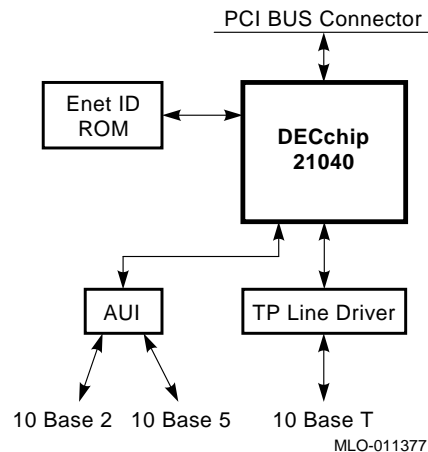 PCI BUS Connector
Enet ID
ROM
DECchip
21040
AUI
TP Line Driver
10 Base 2
10 Base 5
10 Base T
MLO-011377